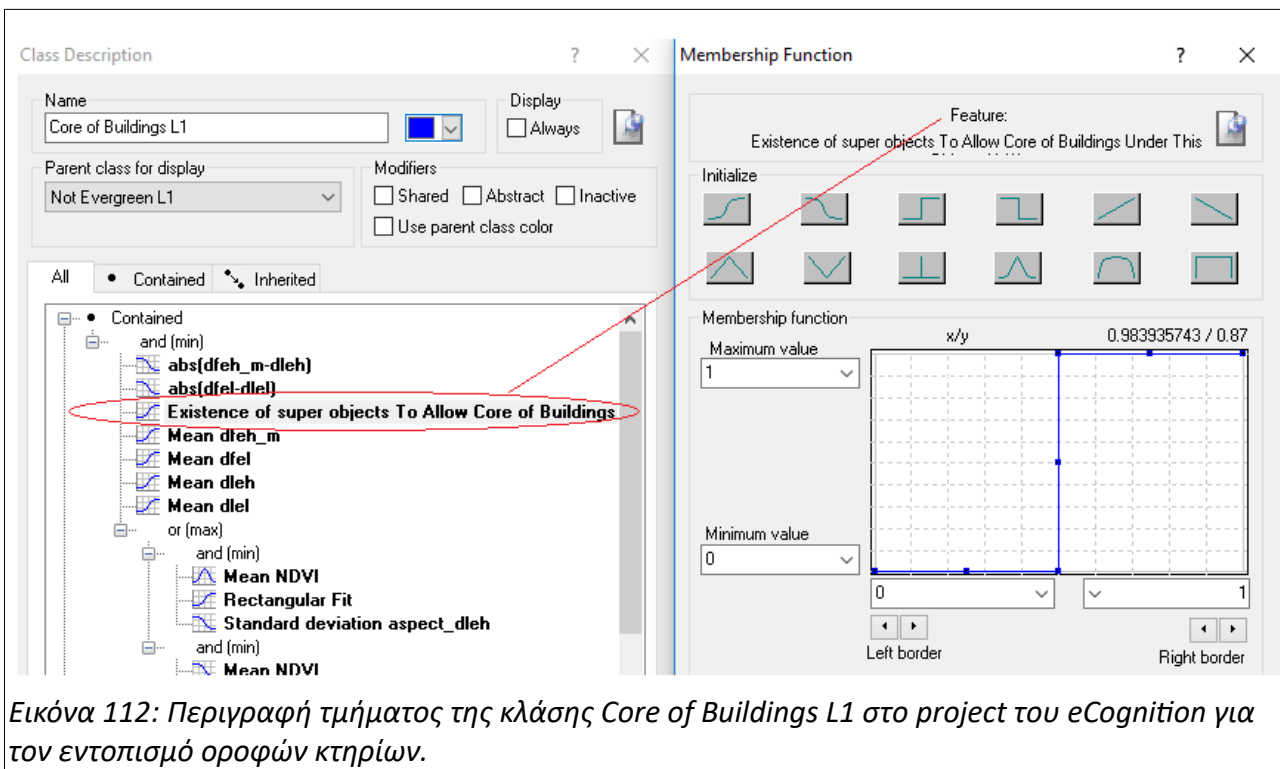 Class Description
?
Name
Core of Buildings L1
Display
Always
Parent class for display
Not Evergreen L1
Modifiers
Shared
Abstract
Inactive
Use parent class color
All
Contained
Inherited
Contained
and (min)
abs(dfeh_m-dleh)
abs(dfel-dlel)
Existence of super objects To Allow Core of Buildings
Mean dfeh_m
Mean dfel
Mean dleh
Mean dlel
or (max)
and (min)
Mean NDVI
Rectangular Fit
Standard deviation aspect_dleh
and (min)
Mean NDVI
Membership Function
?
Feature:
Existence of super objects To Allow Core of Buildings Under This
Initialize
Membership function
x/y
0.983935743 / 0.87
Maximum value
1
Minimum value
0
0
1
Left border
Right border
Εικόνα 112: Περιγραφή τμήματος της κλάσης Core of Buildings L1 στο project του eCognition για
τον εντοπισμό οροφών κτηρίων.